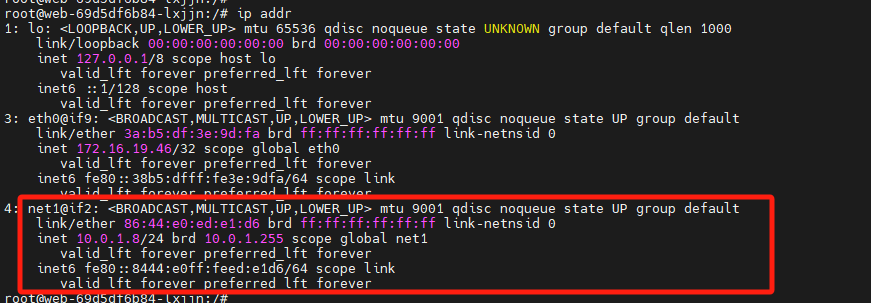 root@web-69d5df6b84-lxjjn:/#
root@web-69d5df6b84-lxjjn:/# ip addr
1: lo: <LOOPBACK,UP,LOWER_UP> mtu 65536 qdisc noqueue state UNKNOWN group default qlen 1000
    link/loopback 00:00:00:00:00:00 brd 00:00:00:00:00:00
    inet 127.0.0.1/8 scope host lo
       valid_lft forever preferred_lft forever
    inet6 ::1/128 scope host
       valid_lft forever preferred_lft forever
3: eth0@if9: <BROADCAST,MULTICAST,UP,LOWER_UP> mtu 9001 qdisc noqueue state UP group default
    link/ether 3a:b5:df:3e:9d:fa brd ff:ff:ff:ff:ff:ff link-netnsid 0
    inet 172.16.19.46/32 scope global eth0
       valid_lft forever preferred_lft forever
    inet6 fe80::38b5:dfff:fe3e:9dfa/64 scope link
       valid_lft forever preferred_lft forever
4: net1@if2: <BROADCAST,MULTICAST,UP,LOWER_UP> mtu 9001 qdisc noqueue state UP group default
    link/ether 86:44:e0:ed:e1:d6 brd ff:ff:ff:ff:ff:ff link-netnsid 0
    inet 10.0.1.8/24 brd 10.0.1.255 scope global net1
       valid_lft forever preferred_lft forever
    inet6 fe80::8444:e0ff:feed:e1d6/64 scope link
       valid_lft forever preferred_lft forever
root@web-69d5df6b84-lxjjn:/#